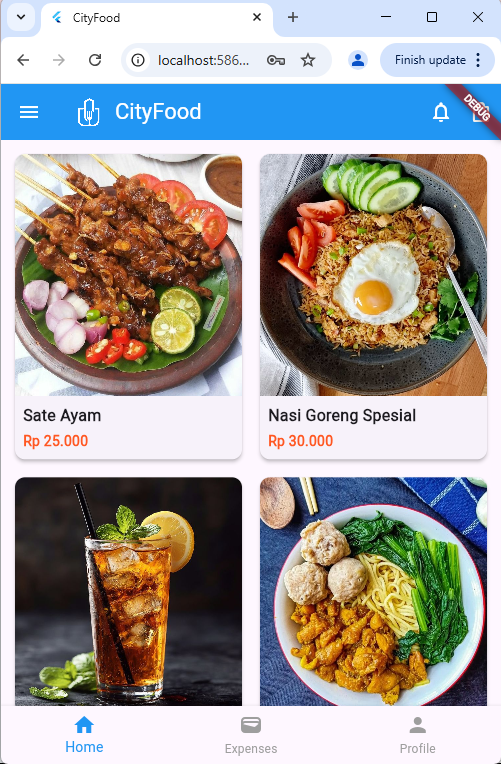 CityFood
localhost:586...
Finish update
CityFood
DEBUG
Sate Ayam
Rp 25.000
Nasi Goreng Spesial
Rp 30.000
Home
Expenses
Profile